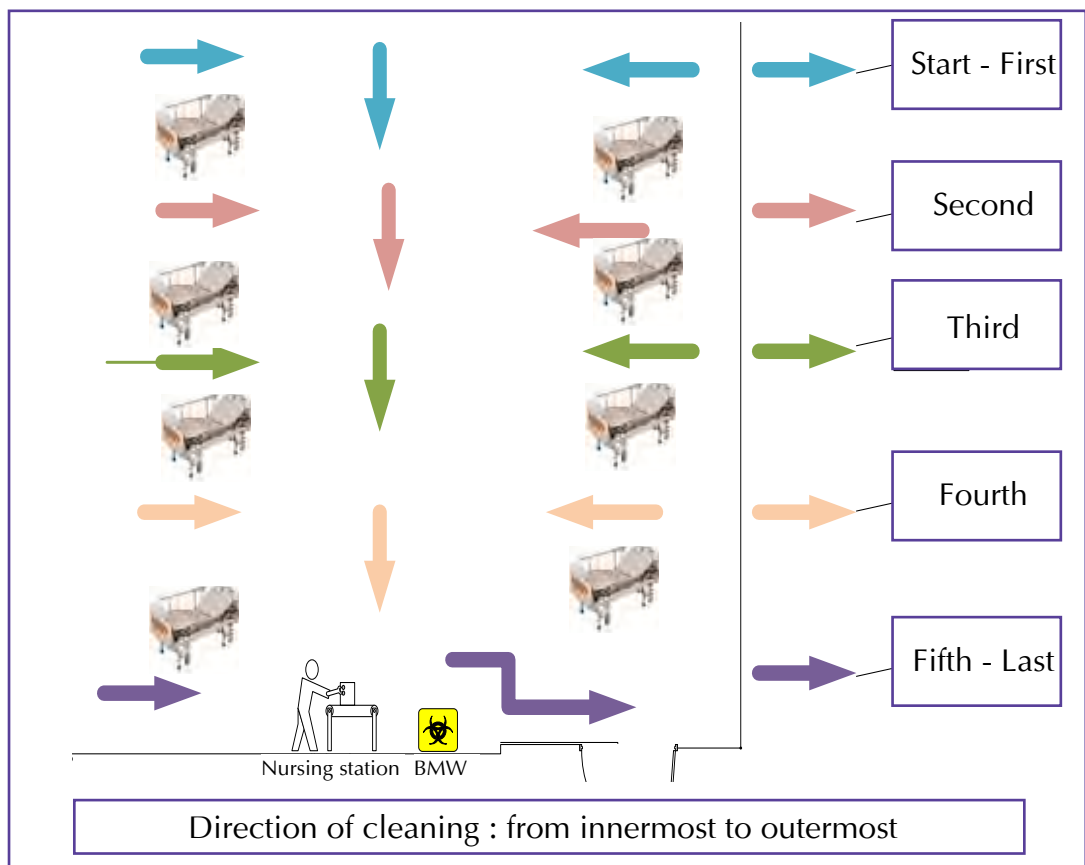 Start - First
Second
Third
Fourth
Fifth - Last
Nursing station BMW
Direction of cleaning : from innermost to outermost